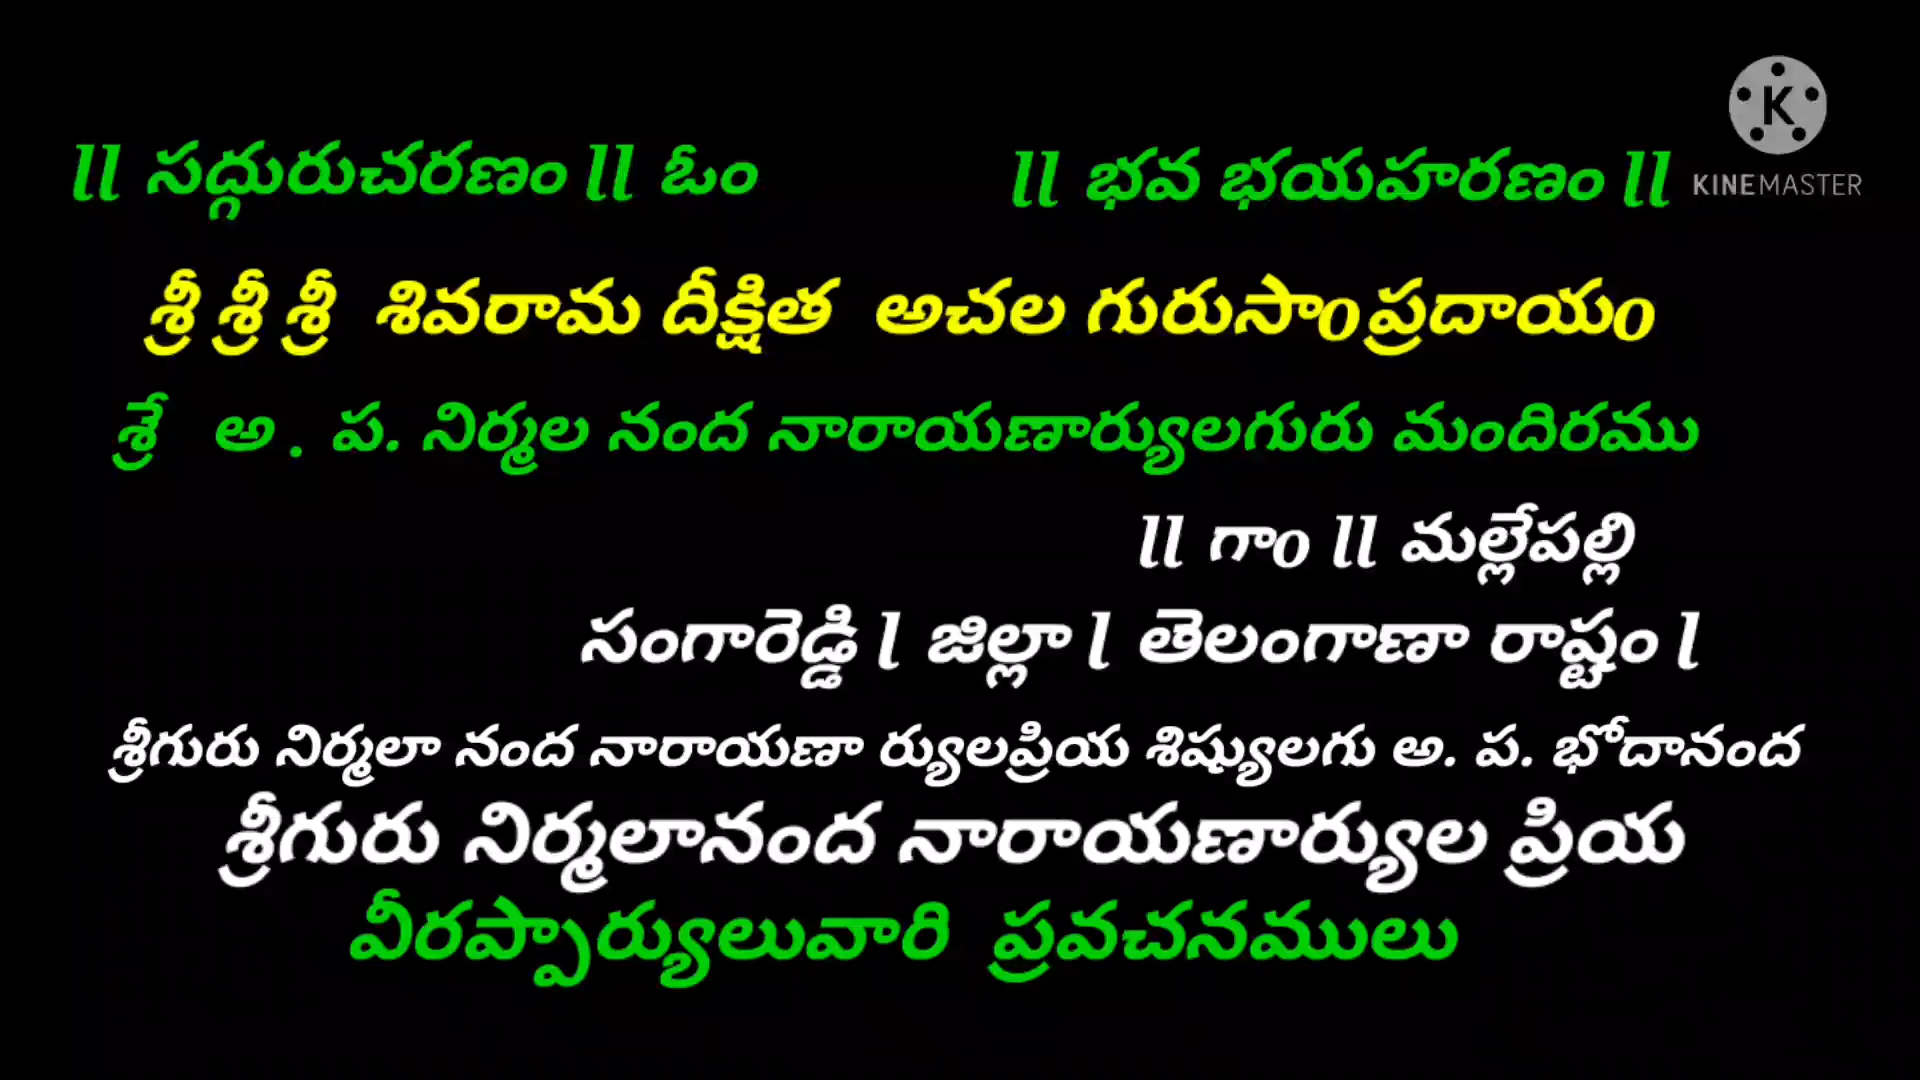 ll సద్గురుచరణం ll ఓం ll భవ భయహరణం ll
KINEMASTER
శ్రీ శ్రీ శ్రీ శివరామ దీక్షిత అచల గురుసాంప్రదాయం
శ్రే అ . ప. నిర్మల నంద నారాయణార్యులగురు మందిరము
ll గాం ll మల్లేపల్లి
సంగారెడ్డి l జిల్లా l తెలంగాణా రాష్టం l
శ్రీగురు నిర్మలా నంద నారాయణా ర్యులప్రియ శిష్యులగు అ. ప. భోదానంద
శ్రీగురు నిర్మలానంద నారాయణార్యుల ప్రియ
వీరప్పార్యులువారి ప్రవచనములు